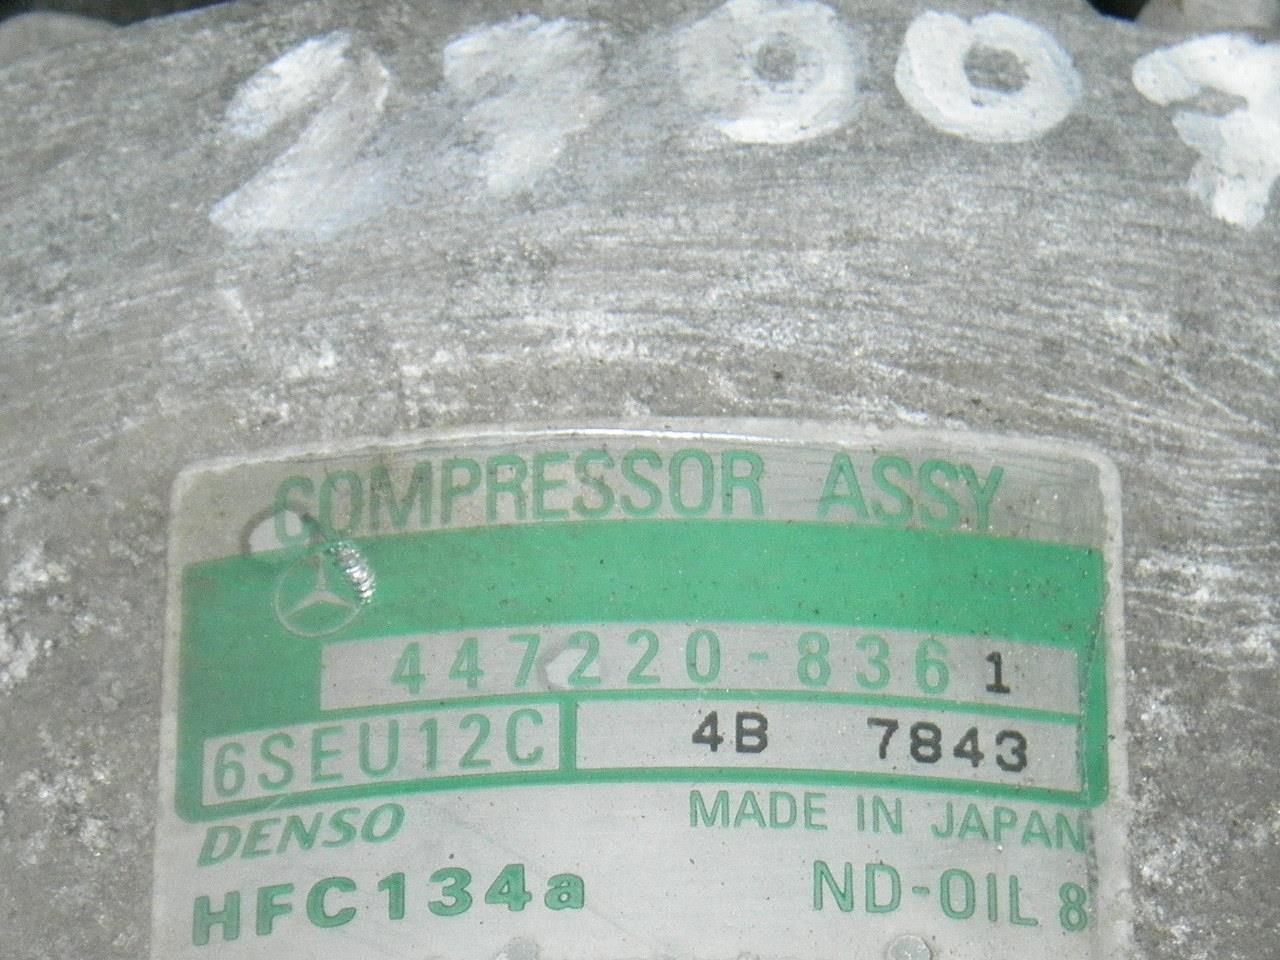 COMPRESSOR ASSY
447220-8361
6SEU12C 4B 7843
DENSO MADE IN JAPAN
HFC134a ND-OIL 8